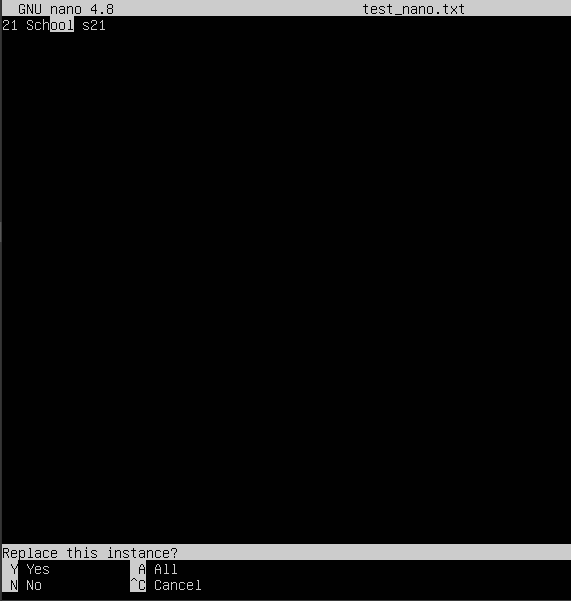 GNU nano 4.8 test_nano.txt
21 School s21
Replace this instance?
Y Yes A All
N No ^C Cancel